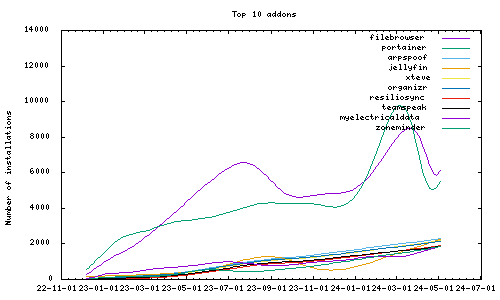 Top 10 addons
14000
12000
10000
8000
6000
4000
2000
0
Number of installations
filebrowser
portainer
arpspoof
jellyfin
xteve
organizr
resiliosync
teamspeak
myelectricaldata
zoneminder
22-11-01 23-01-01 23-03-01 23-05-01 23-07-01 23-09-01 23-11-01 24-01-01 24-03-01 24-05-01 24-07-01